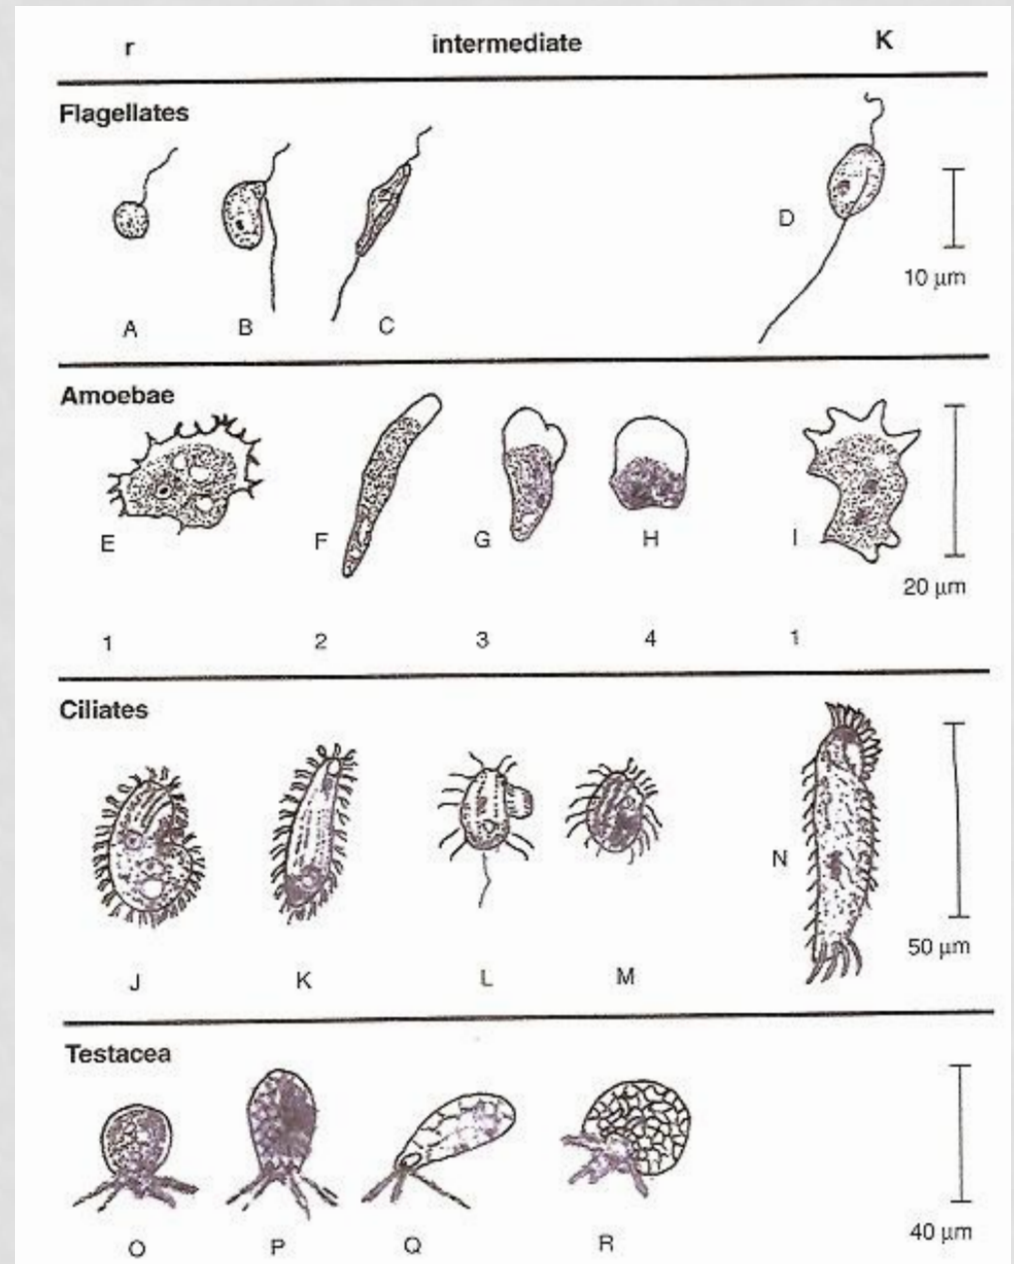 r intermediate K
Flagellates
D
10 μm
A B C
Amoebae
E F G H I
20 μm
1 2 3 4 1
Ciliates
N
50 μm
J K L M
Testacea
40 μm
O P Q R